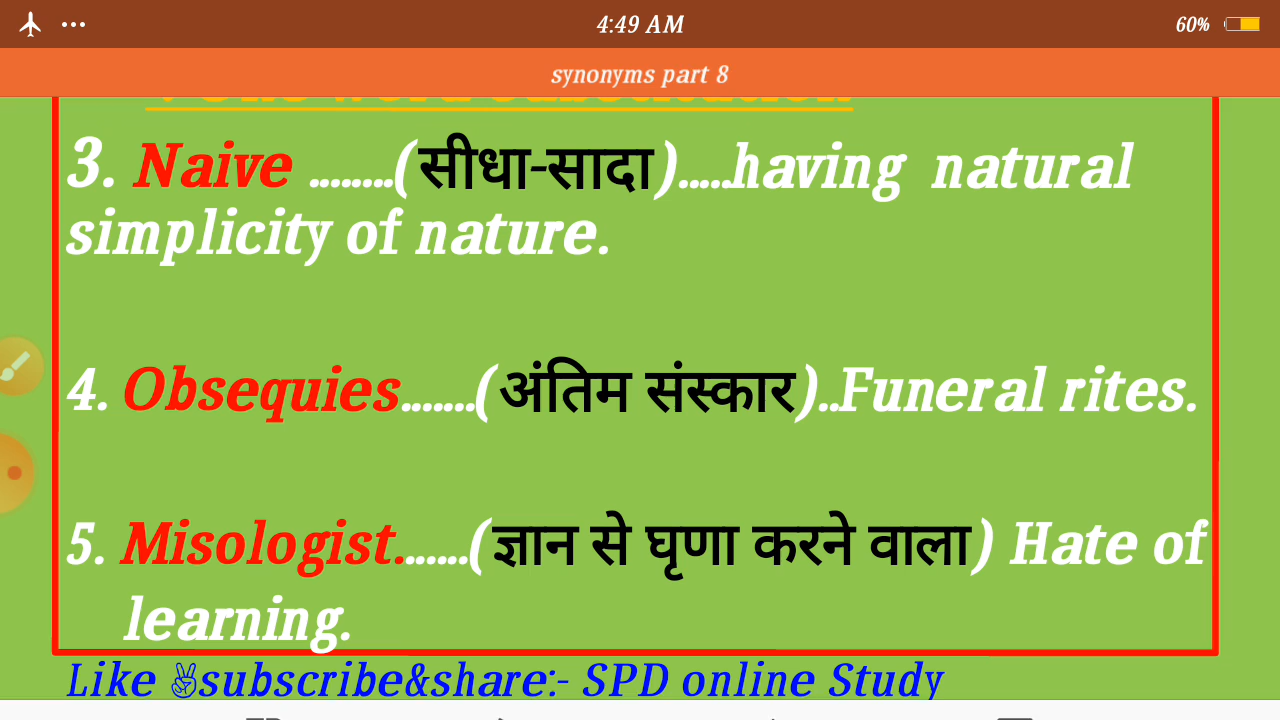 4:49 AM
60%
synonyms part 8
3. Naive ........(सीधा-सादा).....having natural
simplicity of nature.
4. Obsequies.......(अंतिम संस्कार)..Funeral rites.
5. Misologist.......(ज्ञान से घृणा करने वाला) Hate of
learning.
Like ✌subscribe&share:- SPD online Study